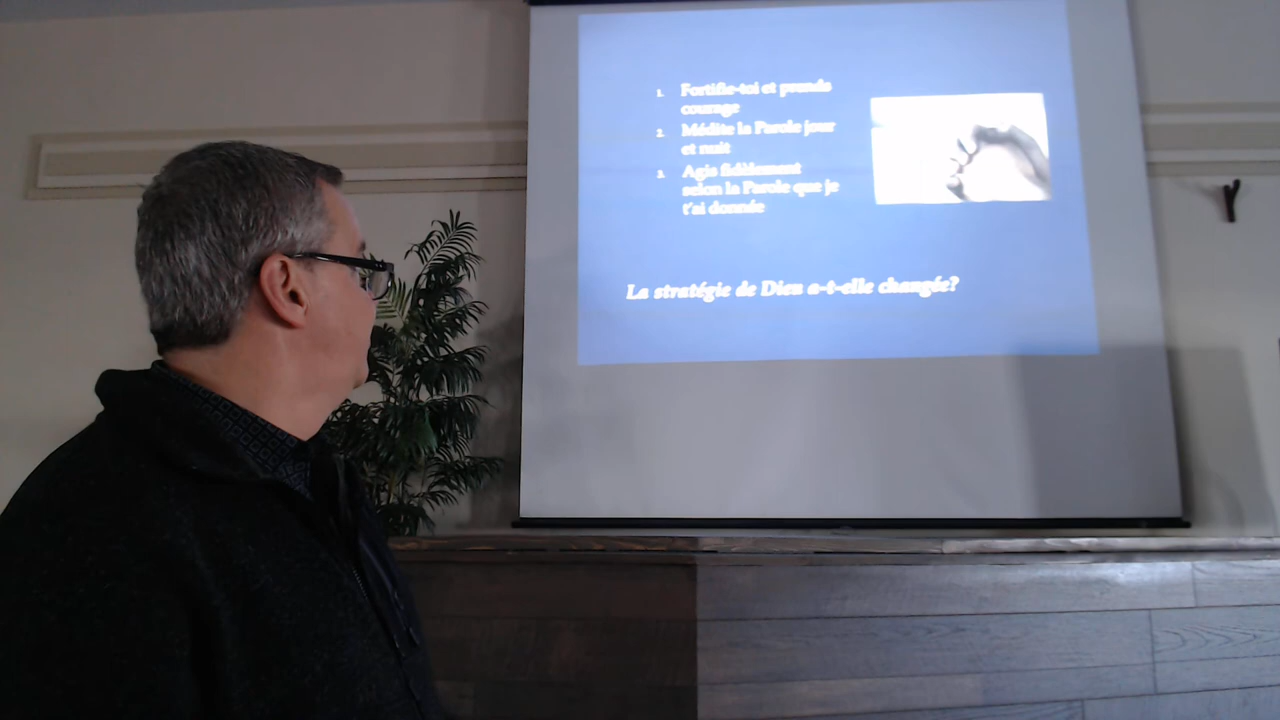 1. Fortifie-toi et prends
courage
2. Médite la Parole jour
et nuit
3. Agis fidèlement
selon la Parole que je
t'ai donnée
La stratégie de Dieu a-t-elle changée?